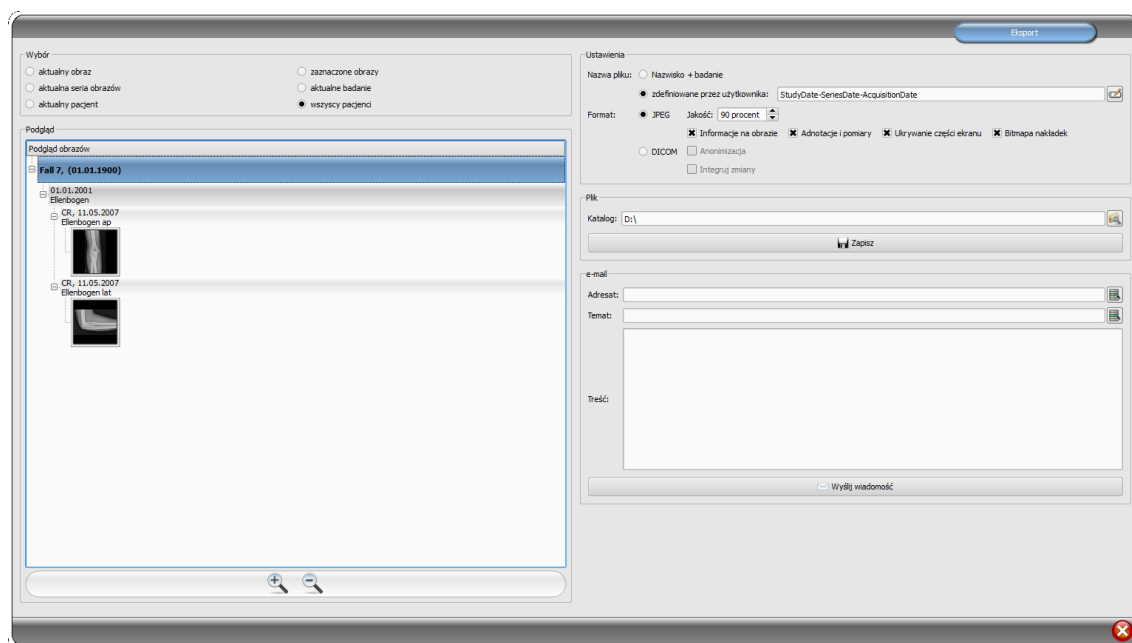 Eksport
Wybór
aktualny obraz
zaznaczone obrazy
aktualna seria obrazów
aktualne badanie
aktualny pacjent
wszyscy pacjenci
Podgląd
Podgląd obrazów
Fall 7, (01.01.1900)
01.01.2001
Ellenbogen
CR, 11.05.2007
Ellenbogen ap
CR, 11.05.2007
Ellenbogen lat
Ustawienia
Nazwa pliku: Nazwisko + badanie
zdefiniowane przez użytkownika: StudyDate-SeriesDate-AcquisitionDate
Format: JPEG Jakość: 90 procent
Informacje na obrazie Adnotacje i pomiary Ukrywanie części ekranu Bitmapa nakładek
DICOM Anonimizacja
Integruj zmiany
Plik
Katalog: D:\
Zapisz
e-mail
Adresat:
Temat:
Treść:
Wyślij wiadomość